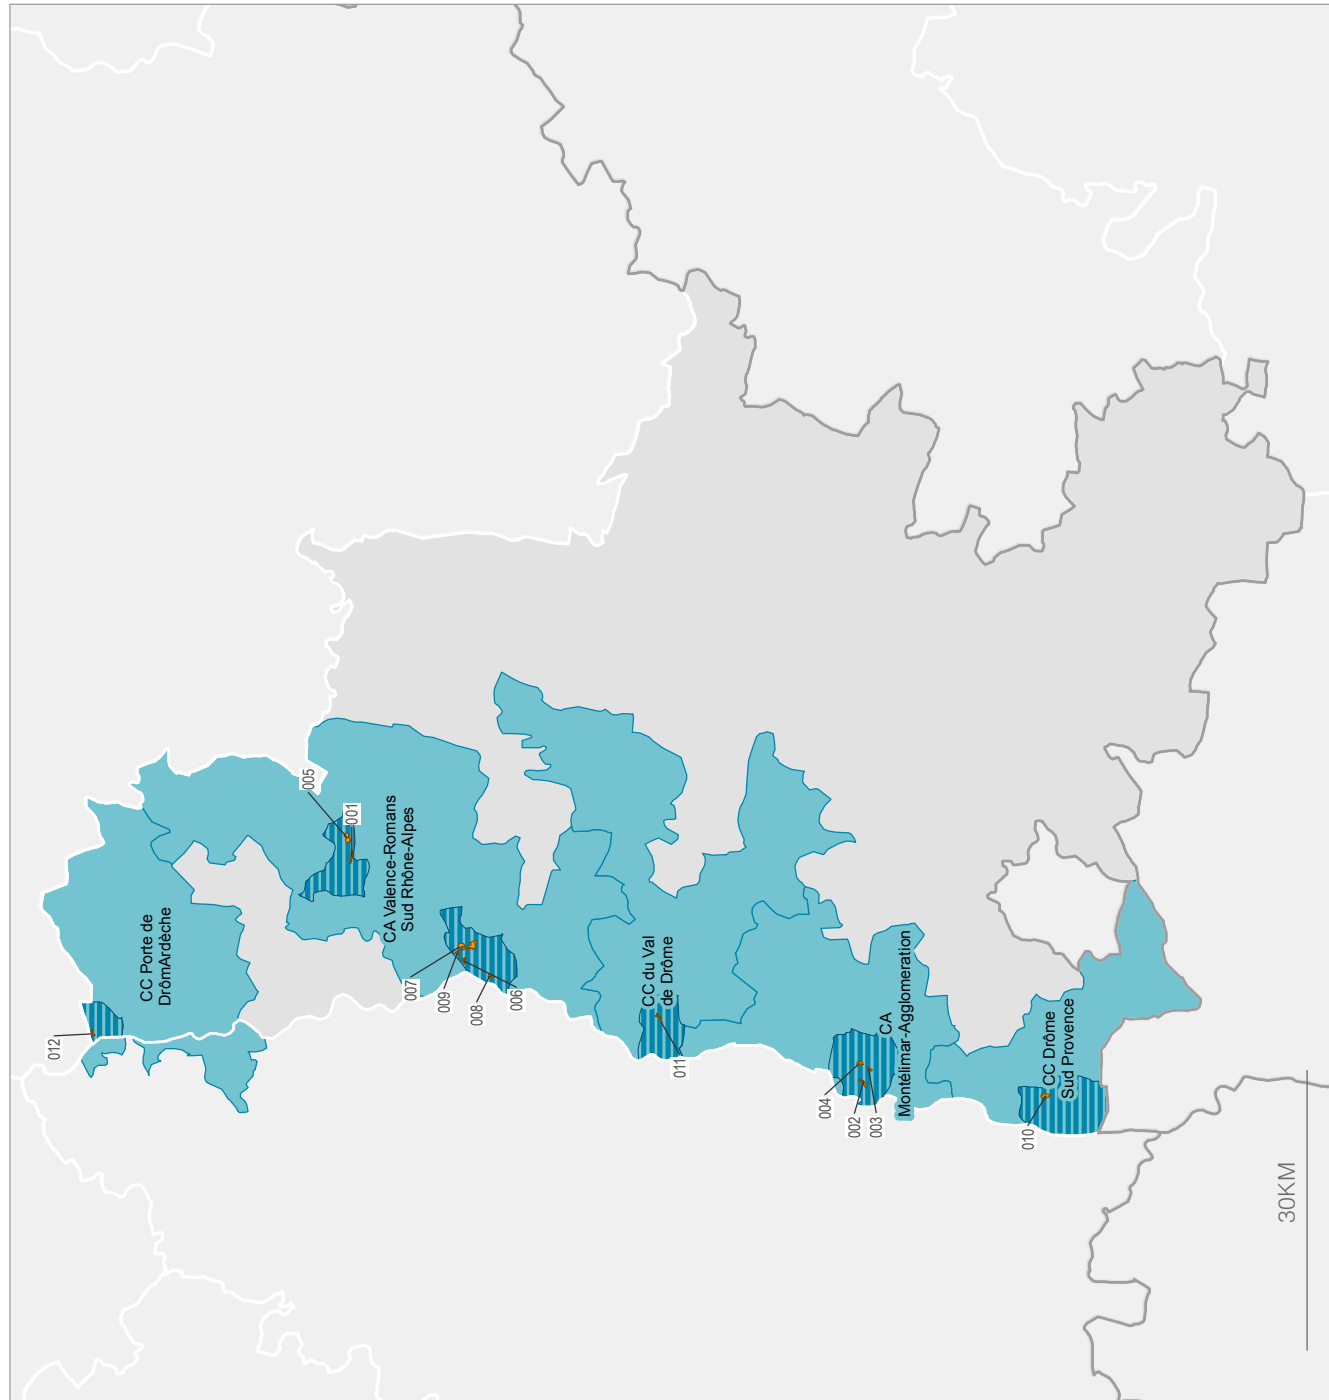 012
CC Porte de
DrômArdèche
005
001
CA Valence-Romans
Sud Rhône-Alpes
007
009
008
006
CC du Val
de Drôme
011
004
002
003
CA
Montélimar-Agglomeration
010
CC Drôme
Sud Provence
30KM